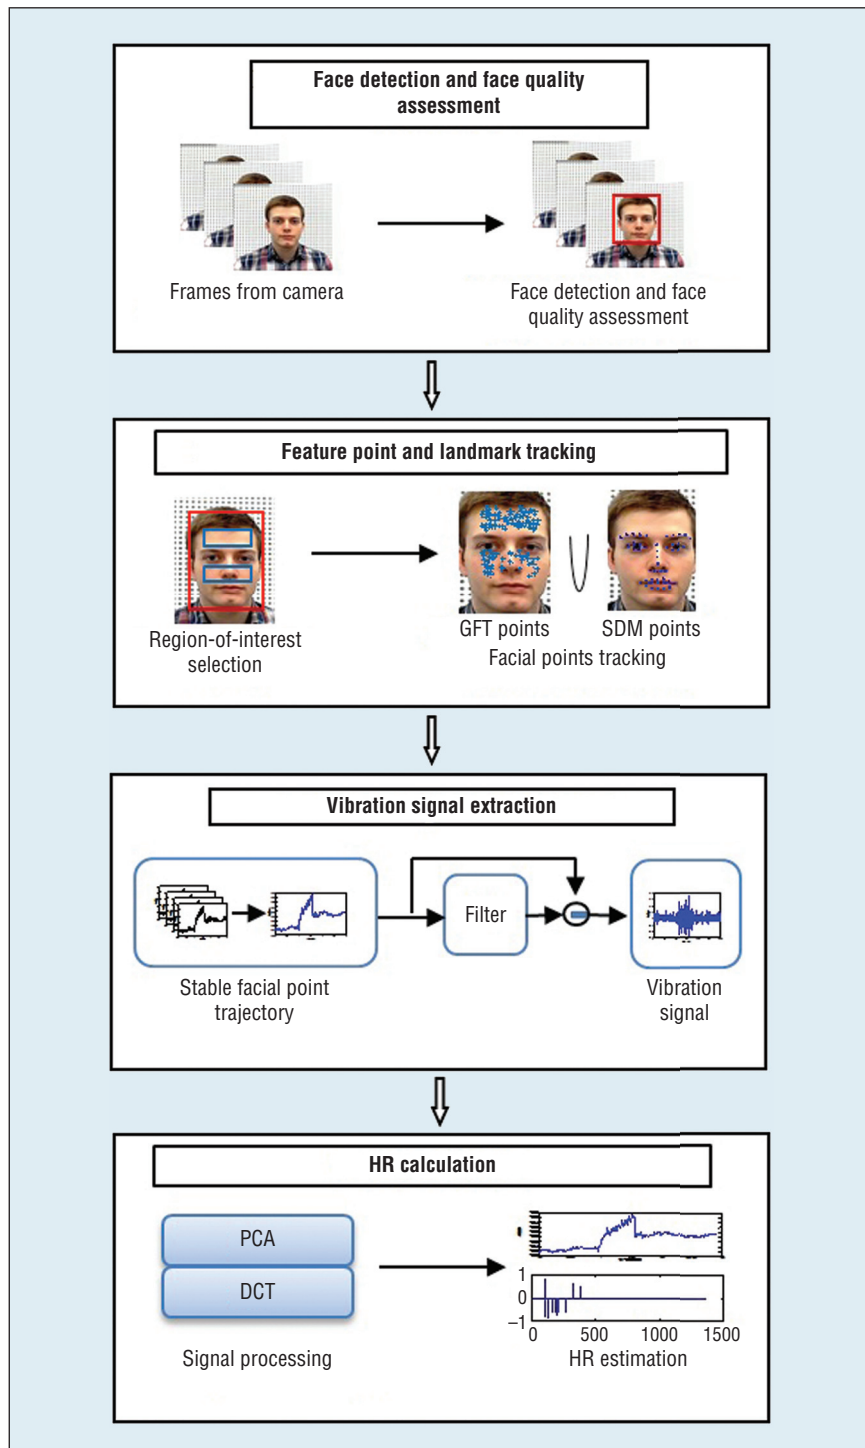 Face detection and face quality
assessment
Frames from camera
Face detection and face
quality assessment
Feature point and landmark tracking
Region-of-interest
selection
GFT points
SDM points
Facial points tracking
Vibration signal extraction
Filter
Stable facial point
trajectory
Vibration
signal
HR calculation
PCA
DCT
Signal processing
1
0
−1
0 500 1000 1500
HR estimation